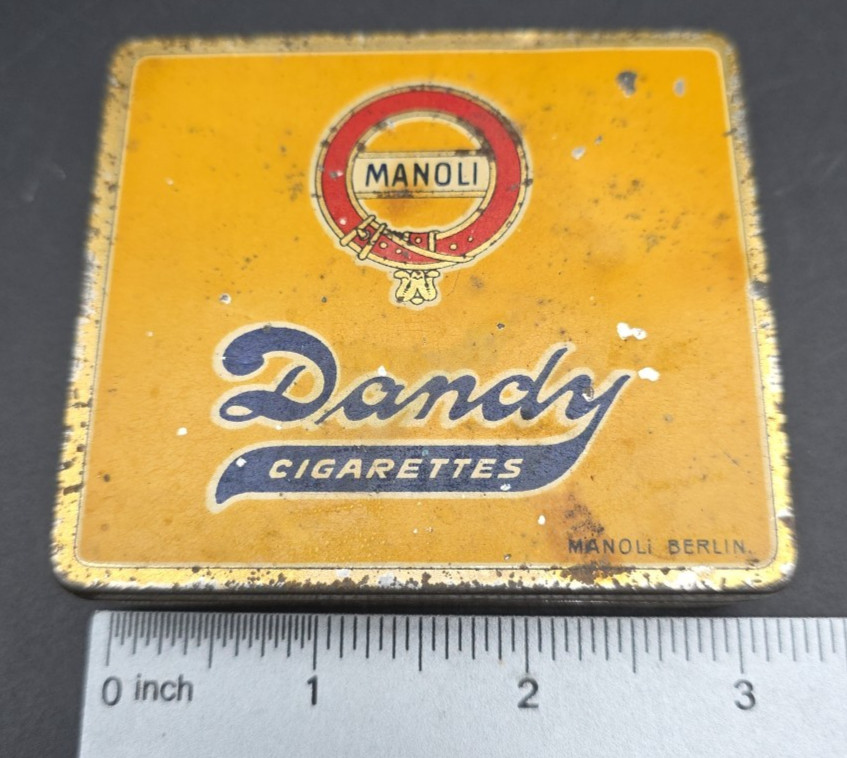 MANOLI
Dandy
CIGARETTES
MANOLi BERLIN.
0 inch 1 2 3